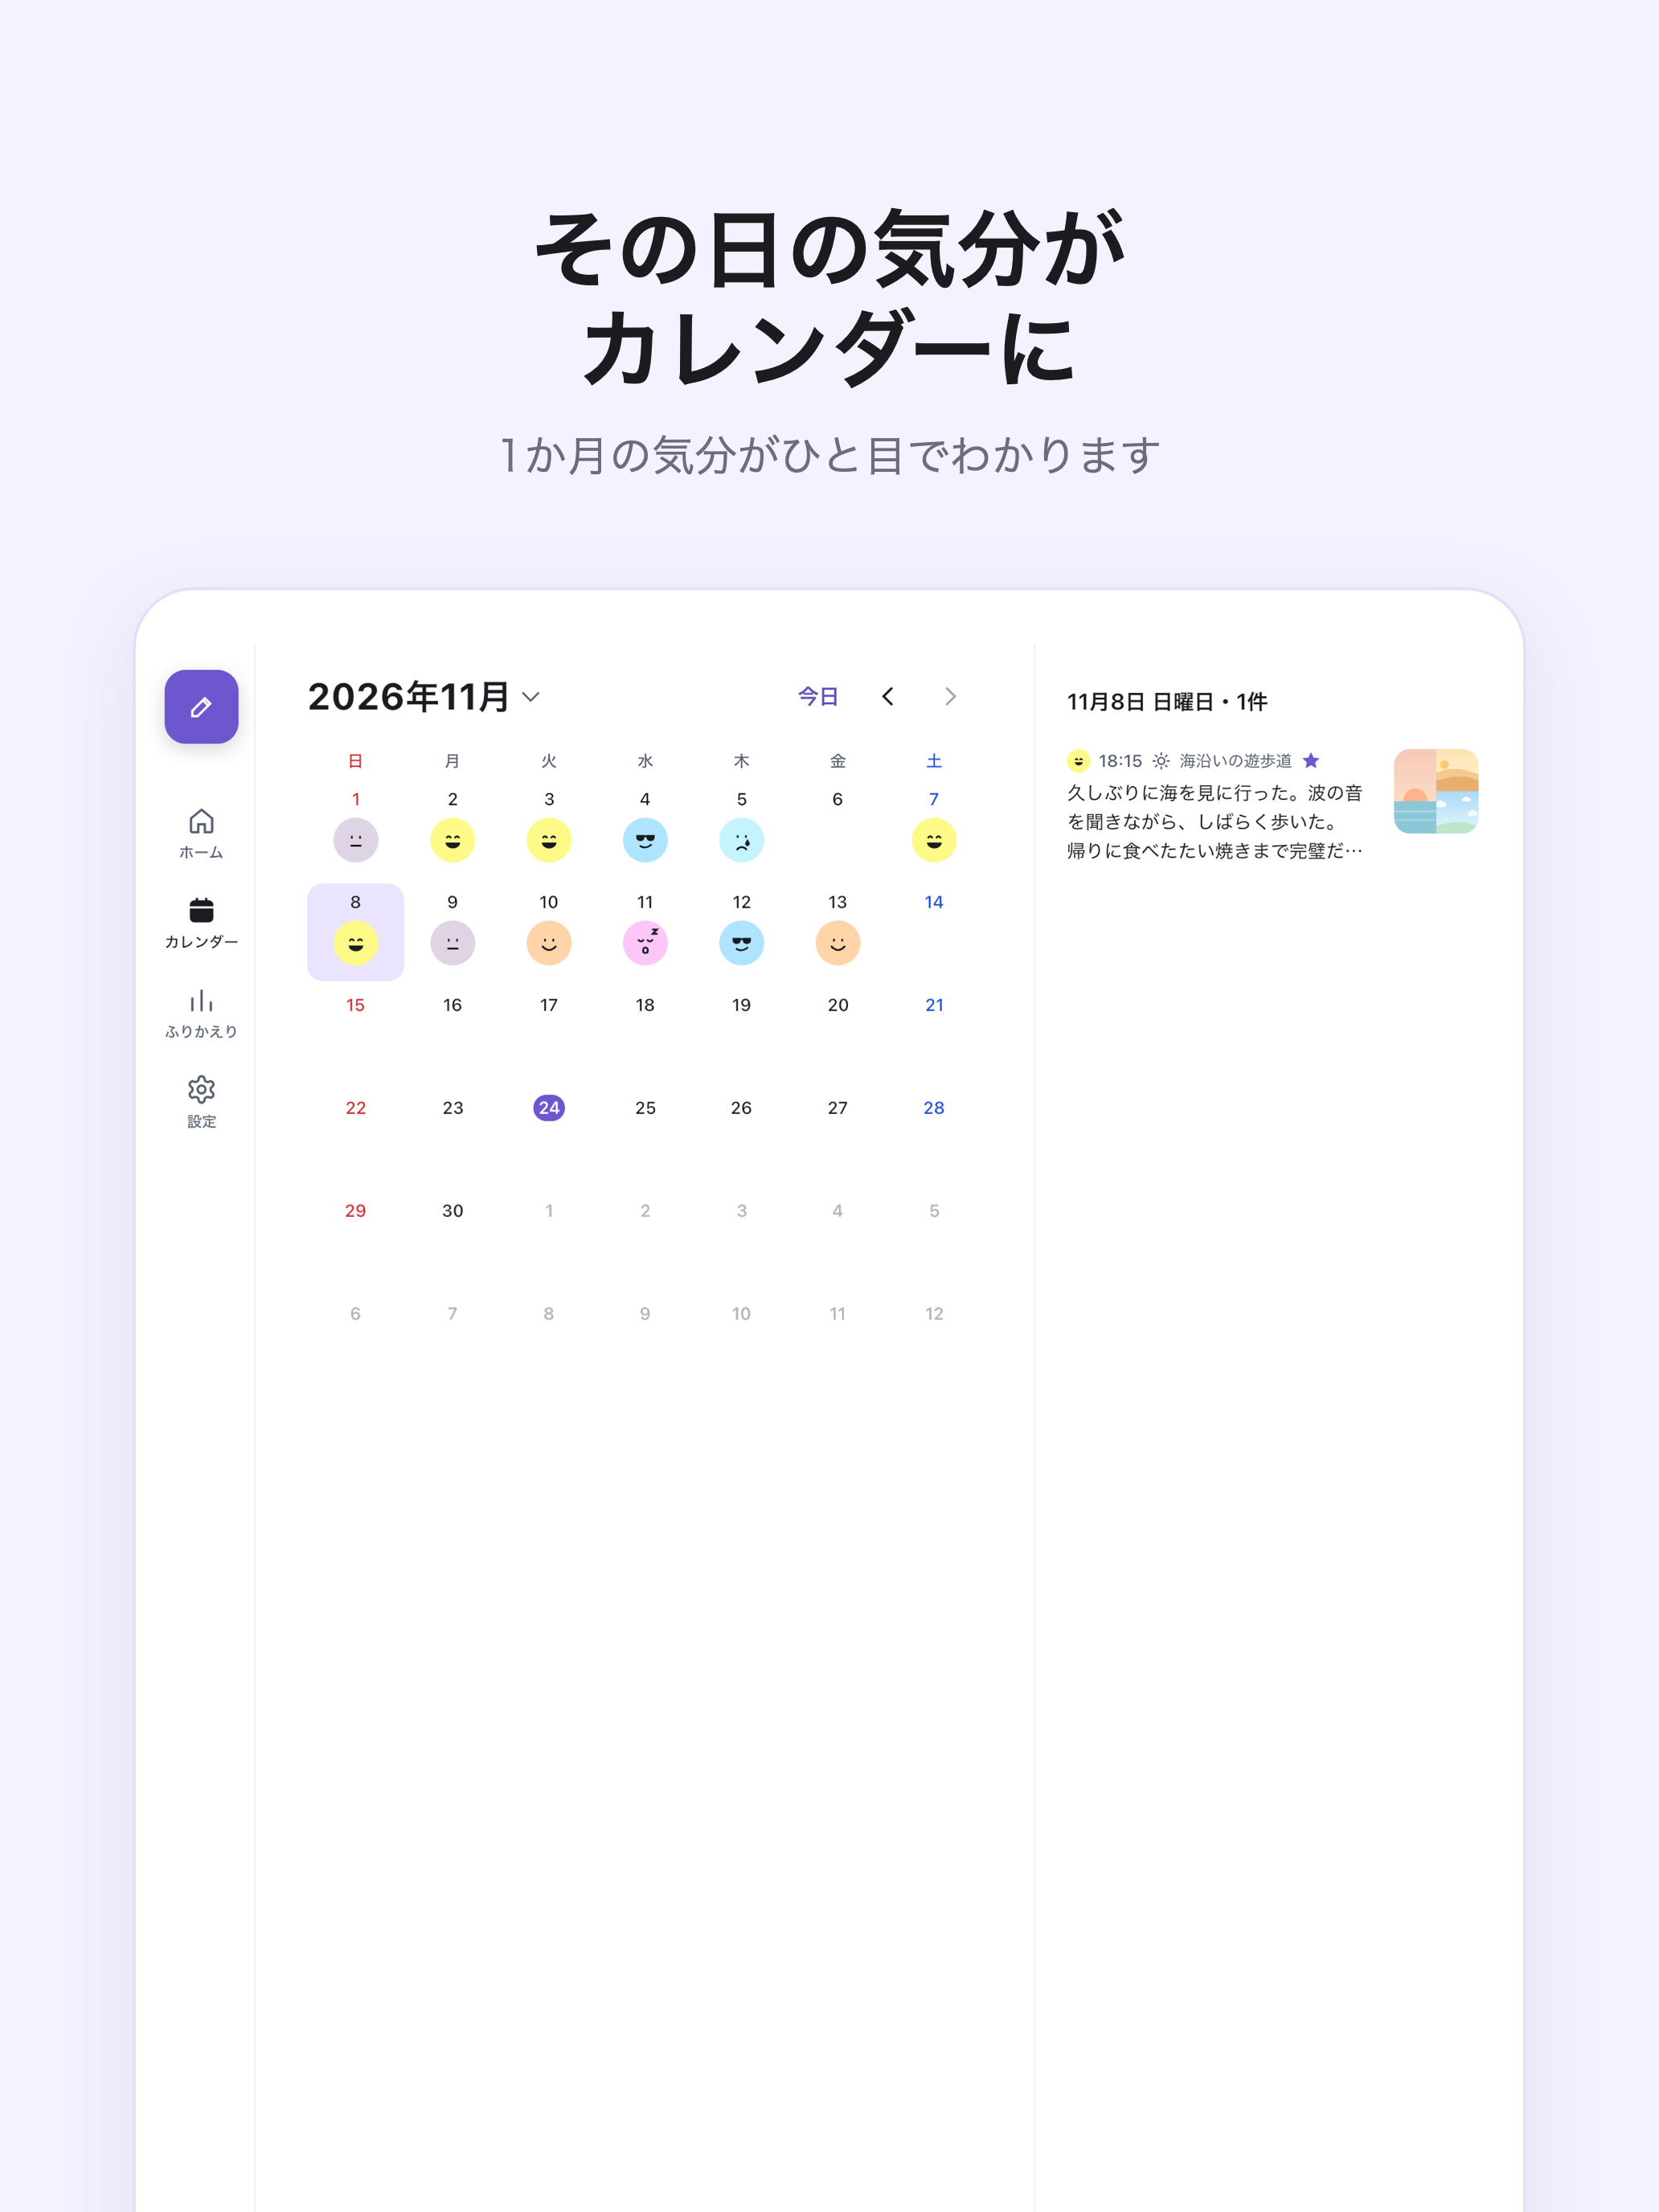 その日の気分が
カレンダーに
1か月の気分がひと目でわかります
ホーム
カレンダー
ふりかえり
設定
2026年11月
今日
日 月 火 水 木 金 土
1 2 3 4 5 6 7
8 9 10 11 12 13 14
15 16 17 18 19 20 21
22 23 24 25 26 27 28
29 30 1 2 3 4 5
6 7 8 9 10 11 12
11月8日 日曜日・1件
18:15 海沿いの遊歩道
久しぶりに海を見に行った。波の音
を聞きながら、しばらく歩いた。
帰りに食べたたい焼きまで完璧だ…